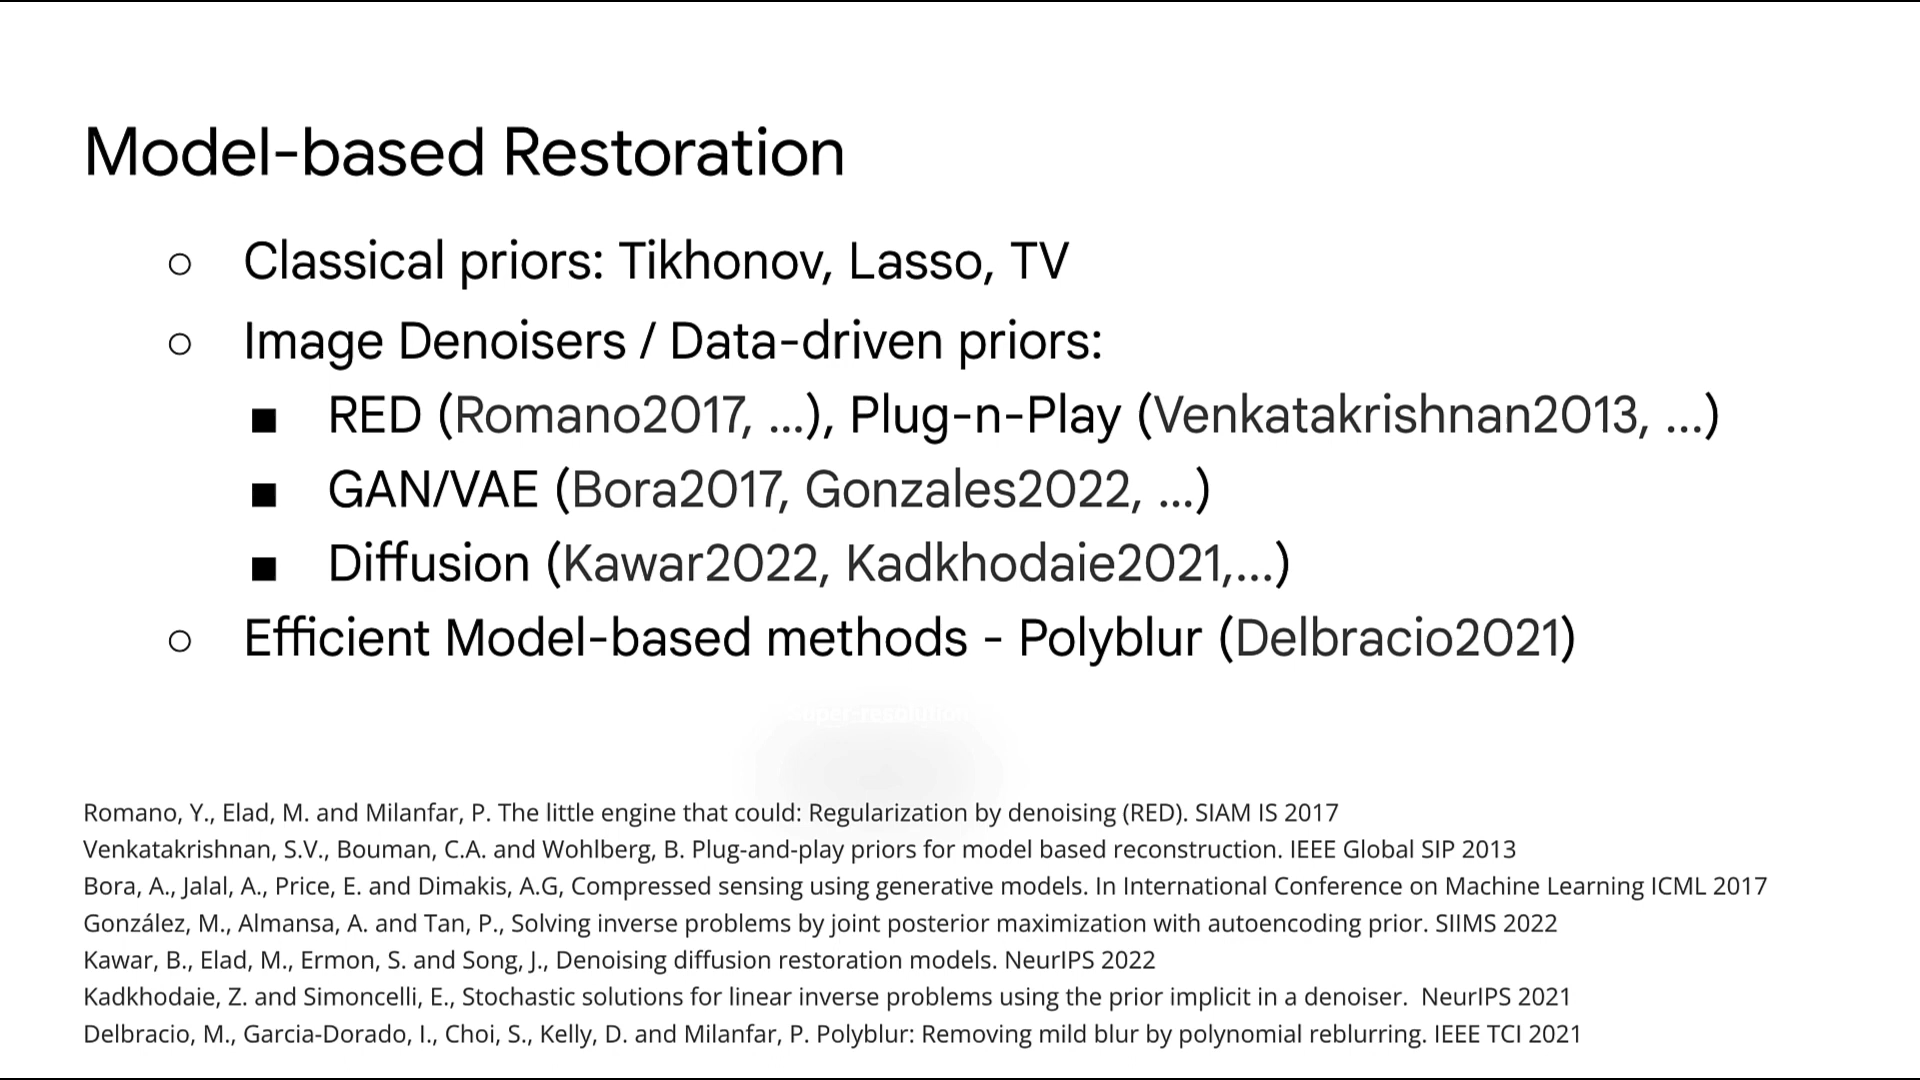 Model-based Restoration
○ Classical priors: Tikhonov, Lasso, TV
○ Image Denoisers / Data-driven priors:
■ RED (Romano2017, ...), Plug-n-Play (Venkatakrishnan2013, ...)
■ GAN/VAE (Bora2017, Gonzales2022, ...)
■ Diffusion (Kawar2022, Kadkhodaie2021,...)
○ Efficient Model-based methods - Polyblur (Delbracio2021)
Romano, Y., Elad, M. and Milanfar, P. The little engine that could: Regularization by denoising (RED). SIAM IS 2017
Venkatakrishnan, S.V., Bouman, C.A. and Wohlberg, B. Plug-and-play priors for model based reconstruction. IEEE Global SIP 2013
Bora, A., Jalal, A., Price, E. and Dimakis, A.G, Compressed sensing using generative models. In International Conference on Machine Learning ICML 2017
González, M., Almansa, A. and Tan, P., Solving inverse problems by joint posterior maximization with autoencoding prior. SIIMS 2022
Kawar, B., Elad, M., Ermon, S. and Song, J., Denoising diffusion restoration models. NeurIPS 2022
Kadkhodaie, Z. and Simoncelli, E., Stochastic solutions for linear inverse problems using the prior implicit in a denoiser. NeurIPS 2021
Delbracio, M., Garcia-Dorado, I., Choi, S., Kelly, D. and Milanfar, P. Polyblur: Removing mild blur by polynomial reblurring. IEEE TCI 2021